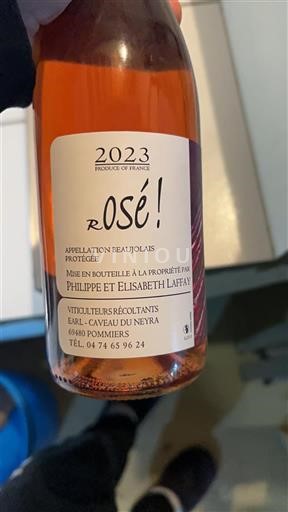 2023
PRODUCE OF FRANCE
ROSÉ!
APPELLATION BEAUJOLAIS
PROTÉGÉE
VINTOU
MISE EN BOUTEILLE À LA PROPRIÉTÉ PAR
PHILIPPE ET ELISABETH LAFFAY
VITICULTEURS RÉCOLTANTS
EARL - CAVEAU DU NEYRA
69480 POMMIERS
TÉL. 04 74 65 96 24